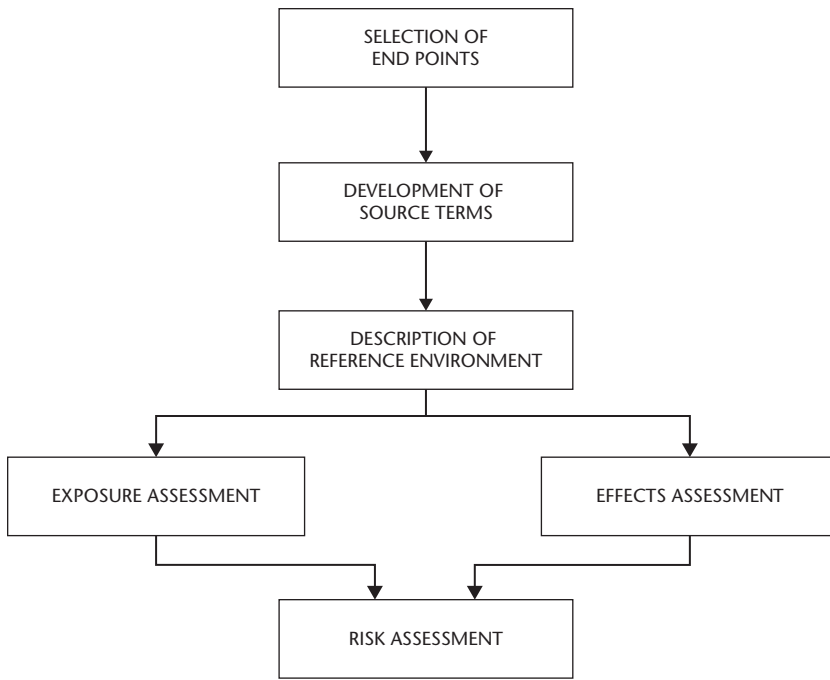 SELECTION OF
END POINTS
DEVELOPMENT OF
SOURCE TERMS
DESCRIPTION OF
REFERENCE ENVIRONMENT
EXPOSURE ASSESSMENT
EFFECTS ASSESSMENT
RISK ASSESSMENT